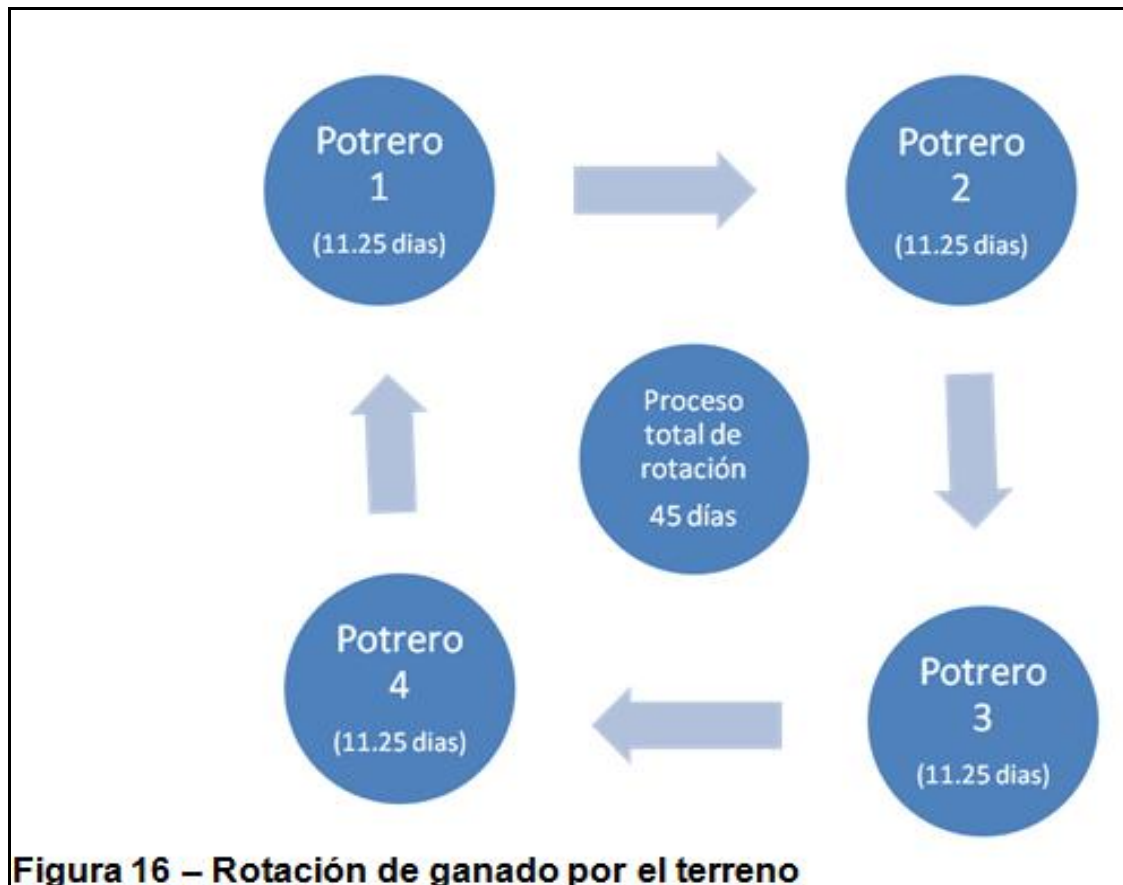 Potrero
1
(11.25 dias)
Potrero
2
(11.25 dias)
Proceso
total de
rotación
45 días
Potrero
4
(11.25 dias)
Potrero
3
(11.25 dias)
Figura 16 – Rotación de ganado por el terreno